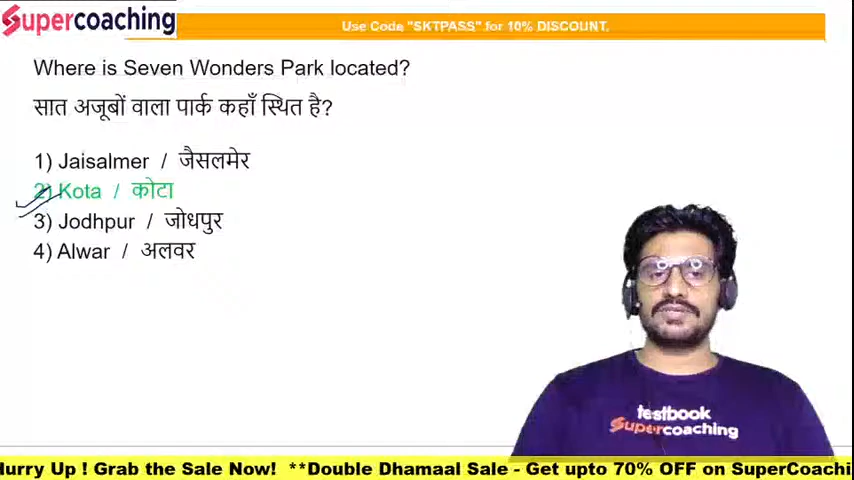 Supercoaching
Use Code "SKTPASS" for 10% DISCOUNT.
Where is Seven Wonders Park located?
सात अजूबों वाला पार्क कहाँ स्थित है?
1) Jaisalmer / जैसलमेर
2) Kota / कोटा
3) Jodhpur / जोधपुर
4) Alwar / अलवर
testbook
Supercoaching
Hurry Up ! Grab the Sale Now! **Double Dhamaal Sale - Get upto 70% OFF on SuperCoachi